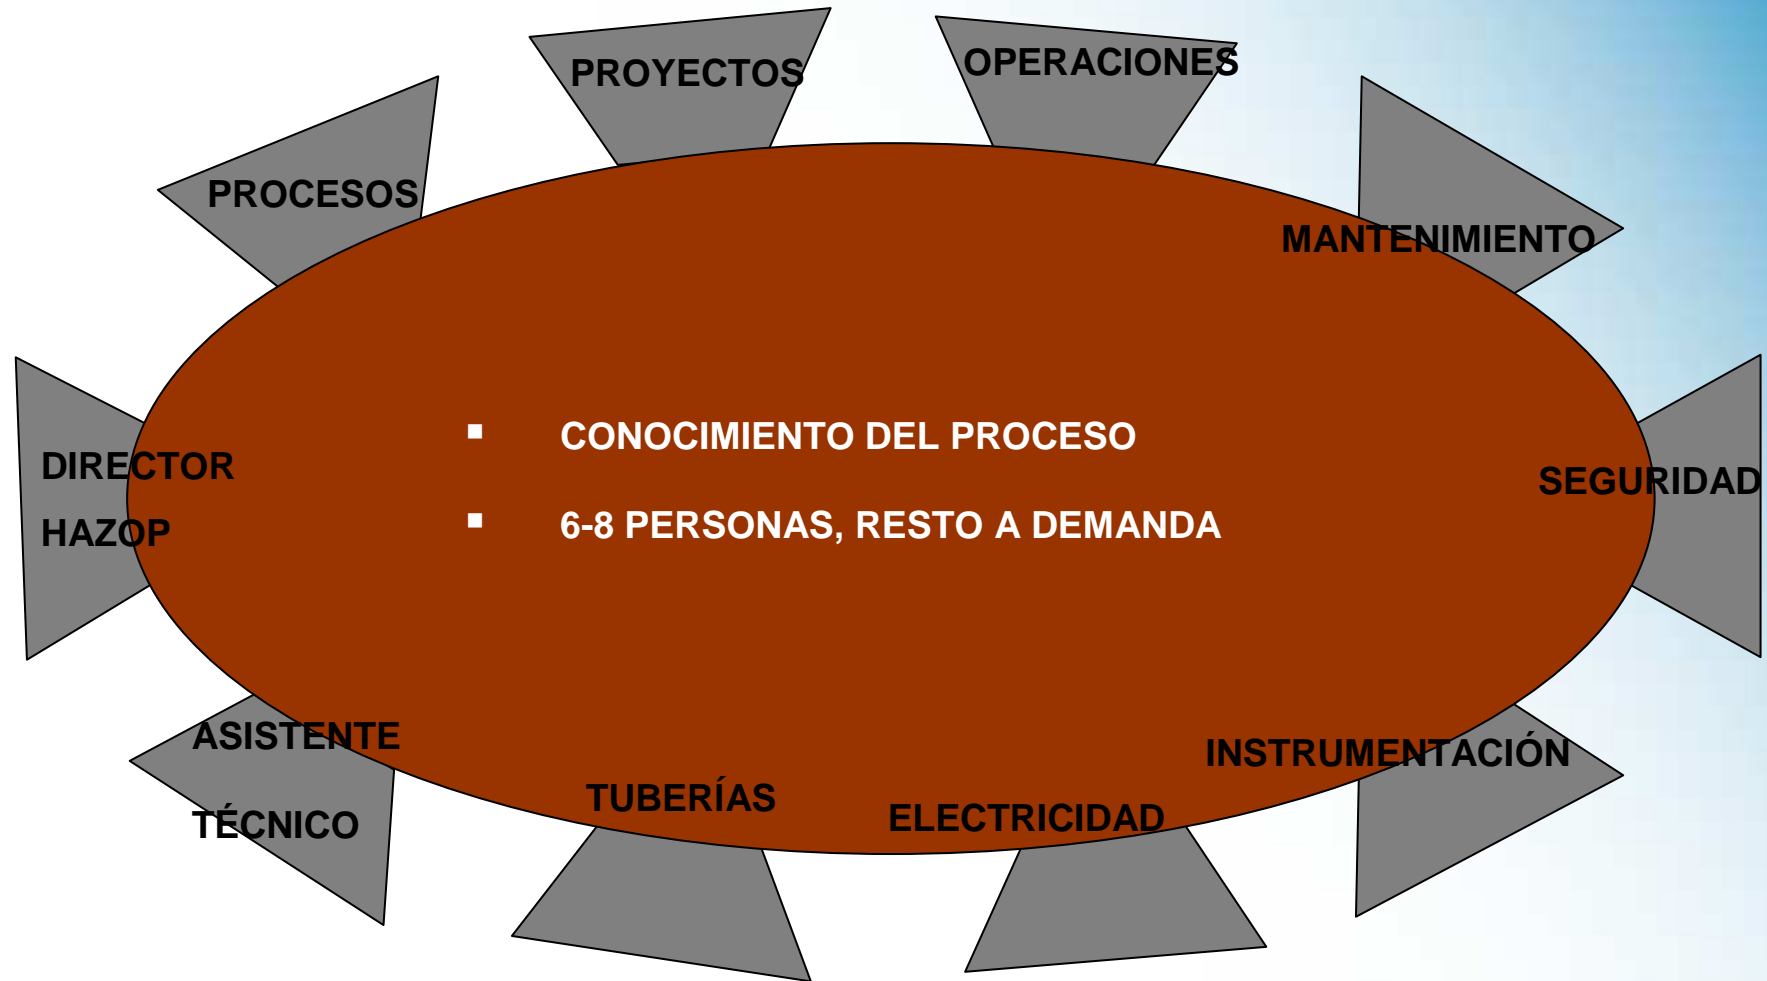 PROYECTOS
OPERACIONES
PROCESOS
MANTENIMIENTO
▪ CONOCIMIENTO DEL PROCESO
DIRECTOR
HAZOP
SEGURIDAD
▪ 6-8 PERSONAS, RESTO A DEMANDA
ASISTENTE
TÉCNICO
INSTRUMENTACIÓN
TUBERÍAS
ELECTRICIDAD